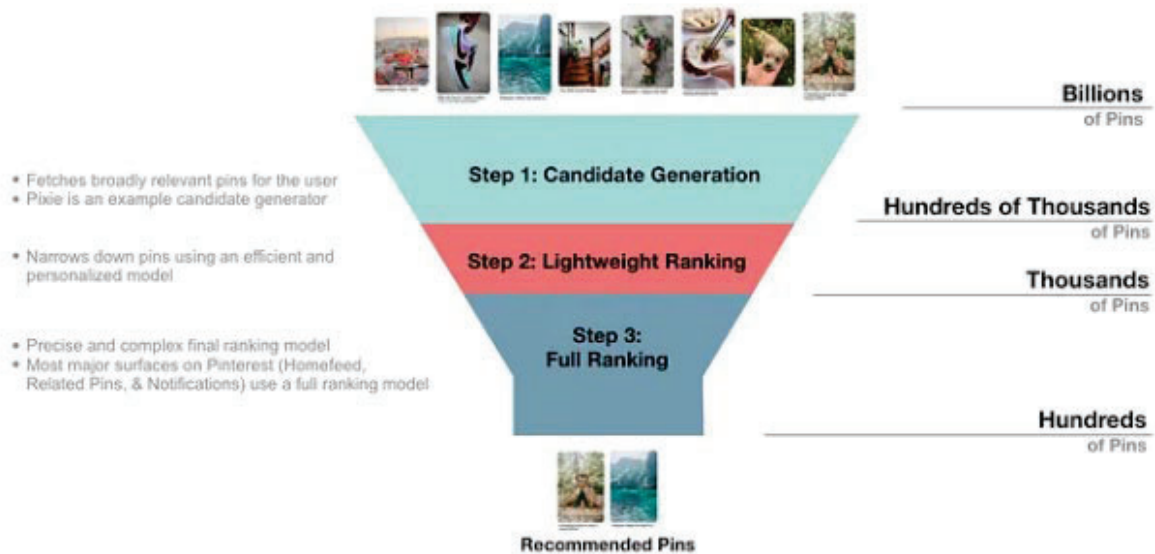 Billions
of Pins
Step 1: Candidate Generation
• Fetches broadly relevant pins for the user
• Pixie is an example candidate generator
Hundreds of Thousands
of Pins
Step 2: Lightweight Ranking
• Narrows down pins using an efficient and
personalized model
Thousands
of Pins
Step 3:
Full Ranking
• Precise and complex final ranking model
• Most major surfaces on Pinterest (Homefeed,
Related Pins, & Notifications) use a full ranking model
Hundreds
of Pins
Recommended Pins